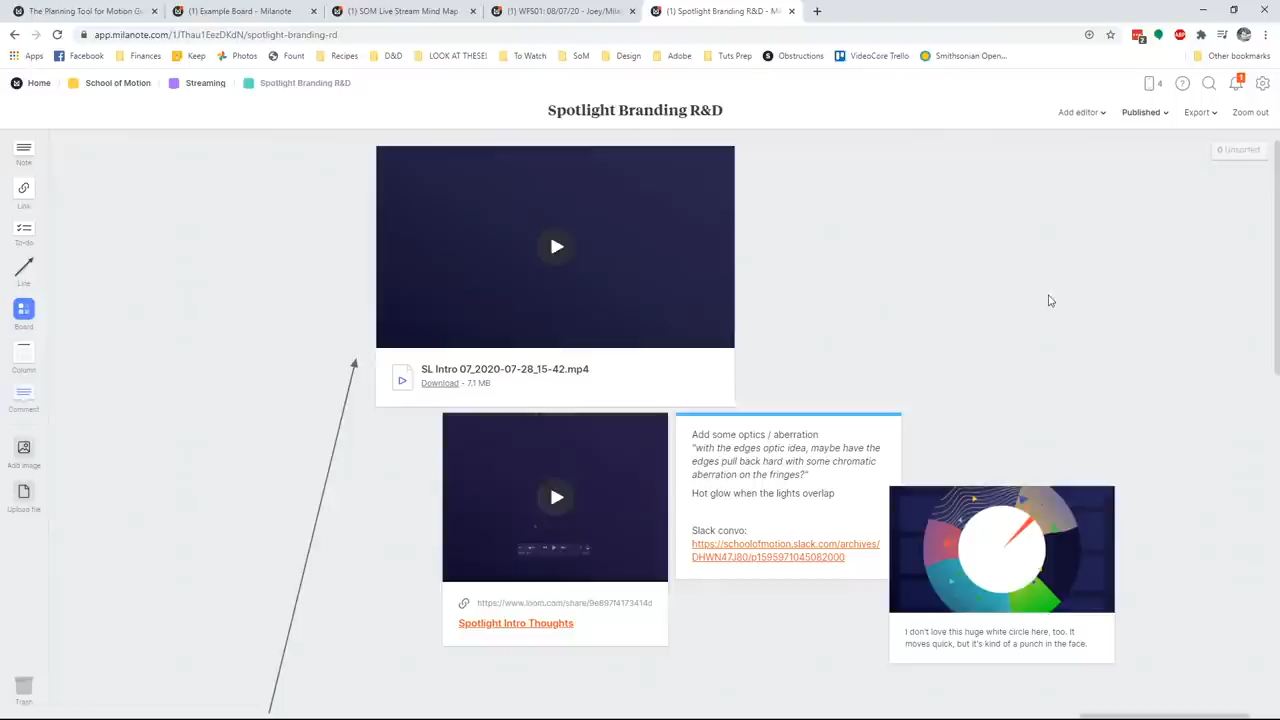 The Planning Tool for Motion G
(1) Example Board - Milanote
(1) SOM Live Stream Mind Map
(1) WFS01: 08/07/20 - Joey/Mila
(1) Spotlight Branding R&D - M
app.milanote.com/1JThau1EezDKdN/spotlight-branding-rd
Apps
Facebook
Finances
Keep
Photos
Fount
Recipes
D&D
LOOK AT THESE!
To Watch
SoM
Design
Adobe
Tuts Prep
Obstructions
VideoCore Trello
Smithsonian Open...
Other bookmarks
Home
School of Motion
Streaming
Spotlight Branding R&D
4
1
Spotlight Branding R&D
Add editor
Published
Export
Zoom out
0 Unsorted
Note
Link
To-do
Line
Board
Column
Comment
Add image
Upload file
Trash
SL Intro 07_2020-07-28_15-42.mp4
Download - 7.1 MB
Add some optics / aberration
"with the edges optic idea, maybe have the
edges pull back hard with some chromatic
aberration on the fringes?"
Hot glow when the lights overlap
Slack convo:
https://schoolofmotion.slack.com/archives/
DHWN47J80/p1595971045082000
https://www.loom.com/share/9e897f4173414d
Spotlight Intro Thoughts
I don't love this huge white circle here, too. It
moves quick, but it's kind of a punch in the face.